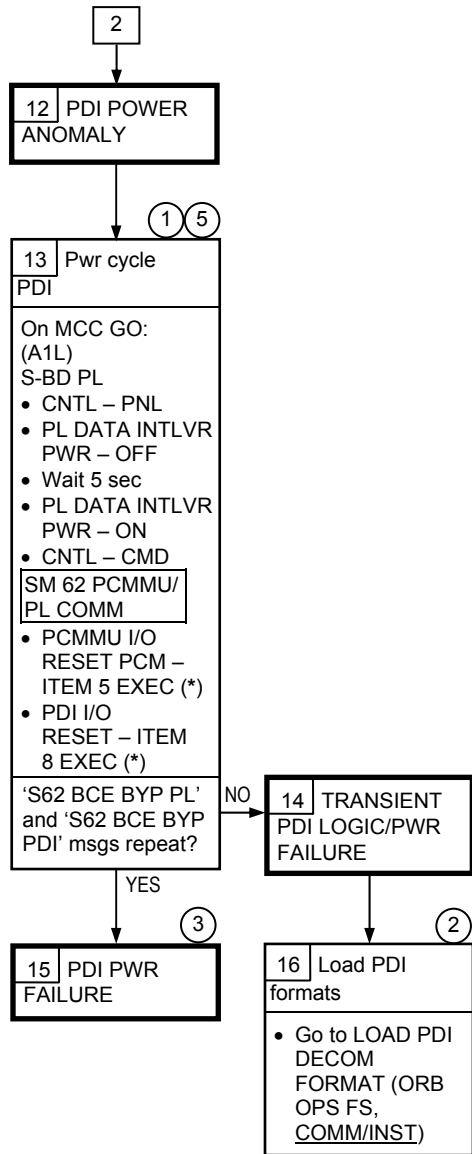 2
12 PDI POWER
ANOMALY
1 5
13 Pwr cycle
PDI
On MCC GO:
(A1L)
S-BD PL
• CNTL – PNL
• PL DATA INTLVR
PWR – OFF
• Wait 5 sec
• PL DATA INTLVR
PWR – ON
• CNTL – CMD
SM 62 PCMMU/
PL COMM
• PCMMU I/O
RESET PCM –
ITEM 5 EXEC (*)
• PDI I/O
RESET – ITEM
8 EXEC (*)
‘S62 BCE BYP PL’
and ‘S62 BCE BYP
PDI’ msgs repeat?
NO
14 TRANSIENT
PDI LOGIC/PWR
FAILURE
YES
3
15 PDI PWR
FAILURE
2
16 Load PDI
formats
• Go to LOAD PDI
DECOM
FORMAT (ORB
OPS FS,
COMM/INST)